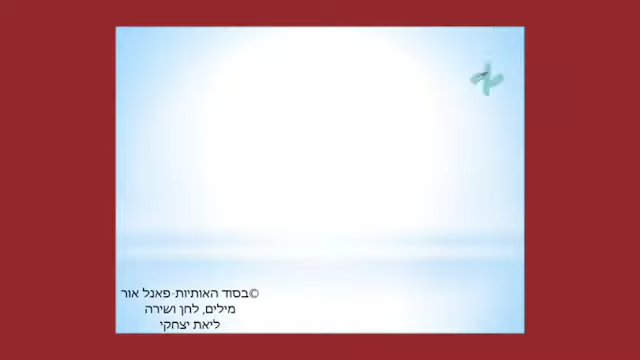 ©בסוד האותיות-פאנל אור
מילים, לחן ושירה
ליאת יצחקי